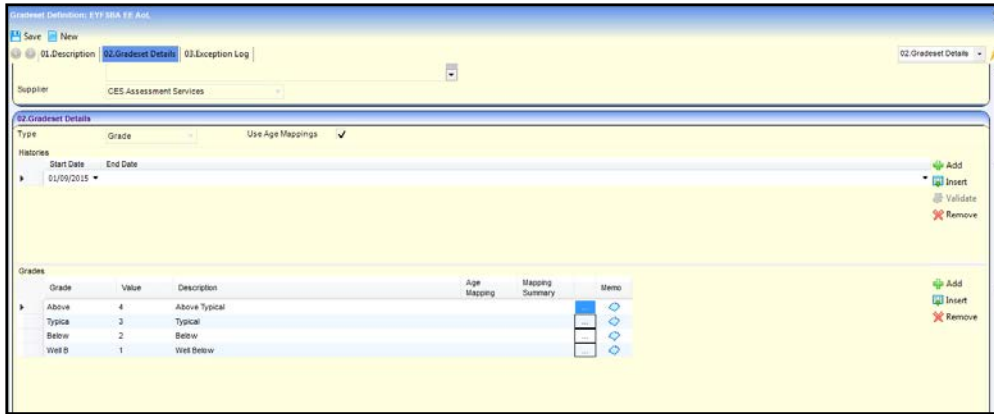 Gradeset Definition: EYFSBA EE AoL
Save New
01.Description 02.Gradeset Details 03.Exception Log 02.Gradeset Details
Supplier CES Assessment Services
02.Gradeset Details
Type Grade Use Age Mappings
Histories
Start Date End Date
Add
01/09/2015
Insert
Validate
Remove
Grades
Grade Value Description Age Mapping Mapping Summary Memo
Add
Insert
Above 4 Above Typical ...
Remove
Typica 3 Typical ...
Below 2 Below ...
Well B 1 Well Below ...